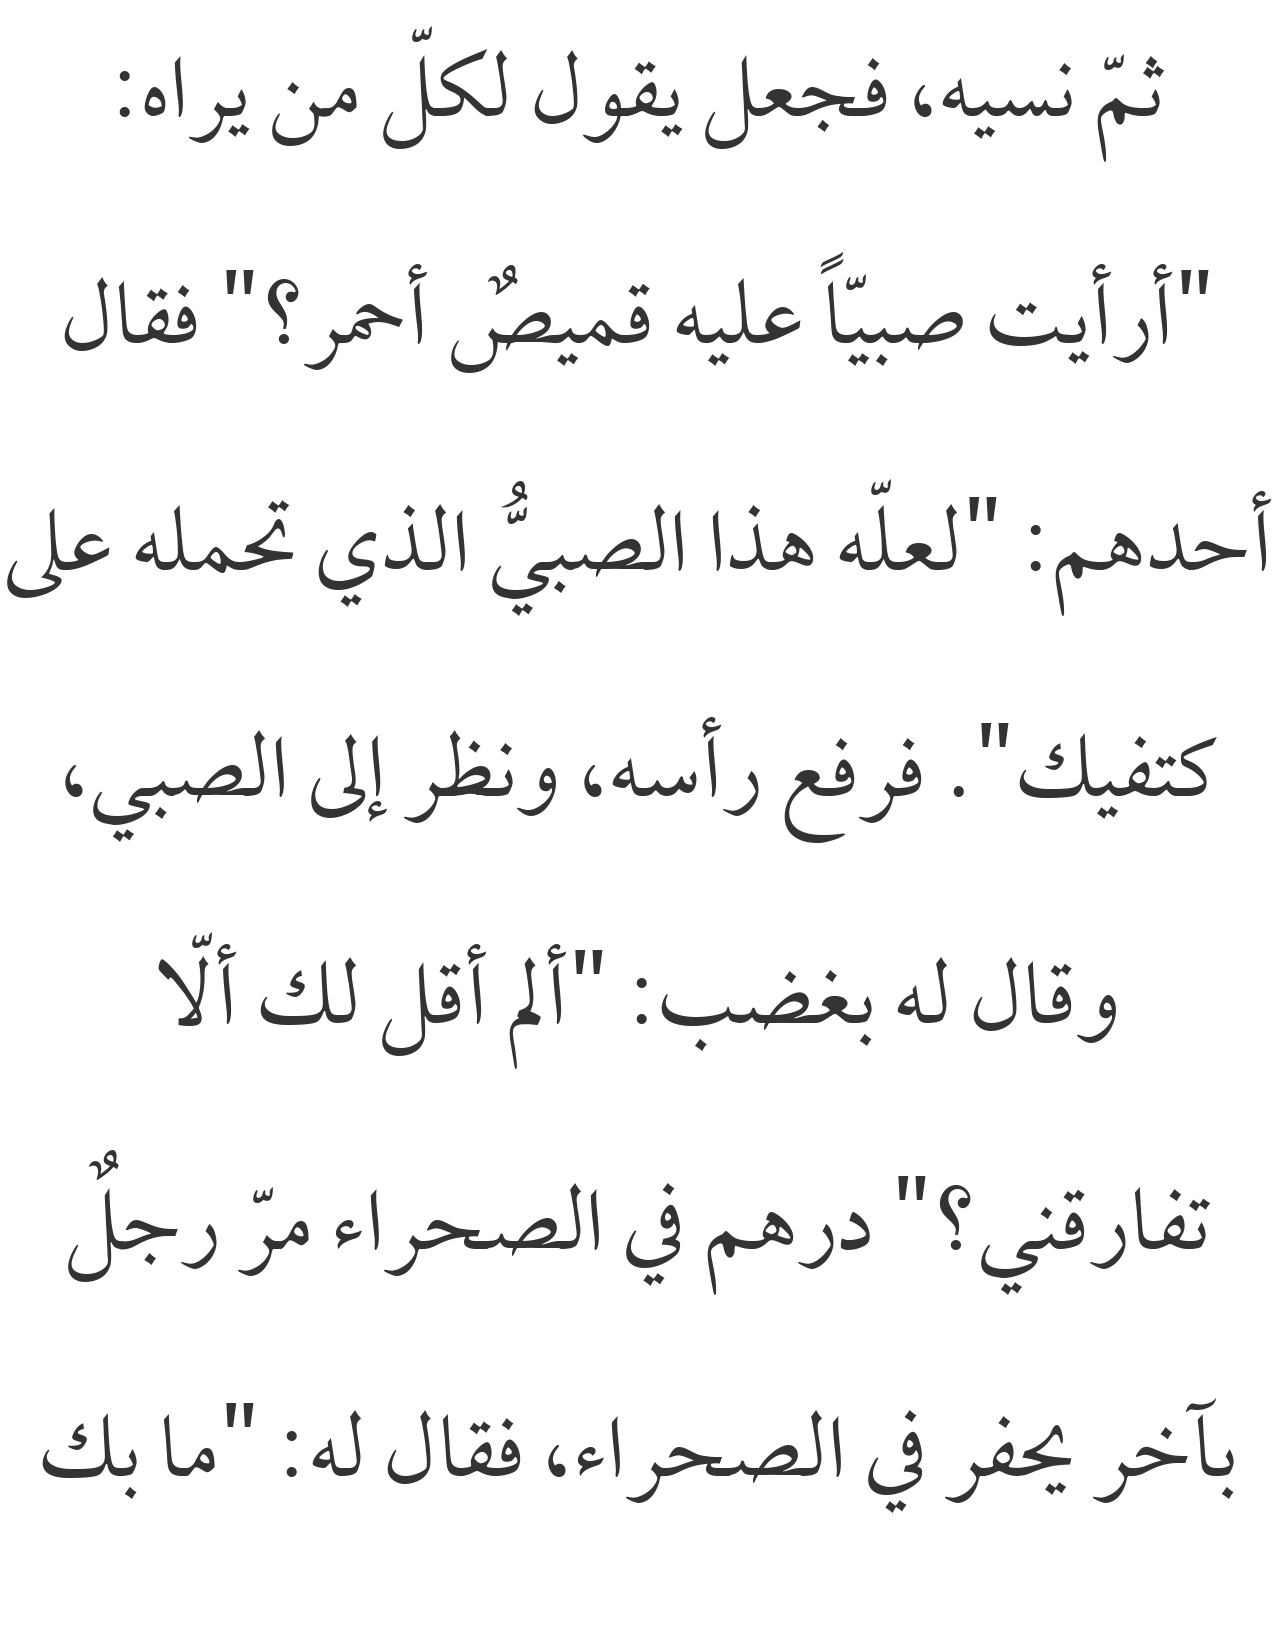 ثمّ نسيه، فجعل يقول لكلّ من يراه:
"أرأيت صبيّاً عليه قميصٌ أحمر؟" فقال
أحدهم: "لعلّه هذا الصبيُّ الذي تحمله على
كتفيك". فرفع رأسه، ونظر إلى الصبي،
وقال له بغضب: "ألم أقل لك ألّا
تفارقني؟" درهم في الصحراء مرّ رجلٌ
بآخر يحفر في الصحراء، فقال له: "ما بك